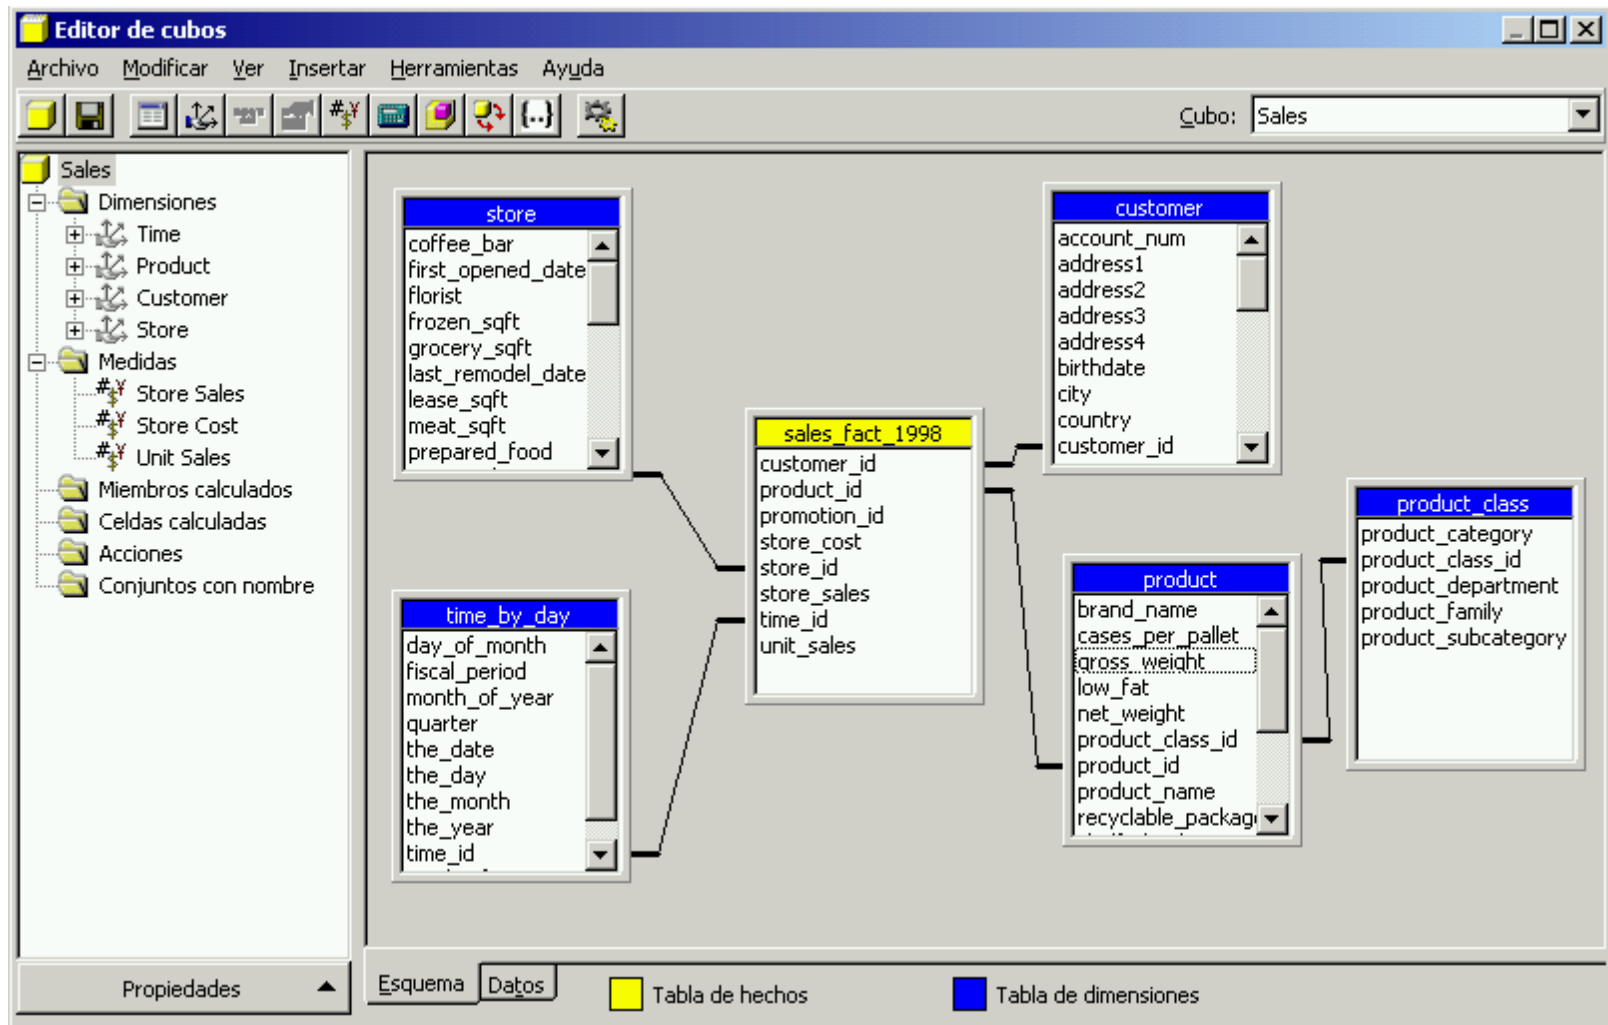 Editor de cubos
Archivo Modificar Ver Insertar Herramientas Ayuda
Cubo: Sales
Sales
Dimensiones
Time
Product
Customer
Store
Medidas
Store Sales
Store Cost
Unit Sales
Miembros calculados
Celdas calculadas
Acciones
Conjuntos con nombre
Propiedades
store
coffee_bar
first_opened_date
florist
frozen_sqft
grocery_sqft
last_remodel_date
lease_sqft
meat_sqft
prepared_food
time_by_day
day_of_month
fiscal_period
month_of_year
quarter
the_date
the_day
the_month
the_year
time_id
sales_fact_1998
customer_id
product_id
promotion_id
store_cost
store_id
store_sales
time_id
unit_sales
customer
account_num
address1
address2
address3
address4
birthdate
city
country
customer_id
product
brand_name
cases_per_pallet
gross_weight
low_fat
net_weight
product_class_id
product_id
product_name
recyclable_packag
product_class
product_category
product_class_id
product_department
product_family
product_subcategory
Esquema Datos
Tabla de hechos
Tabla de dimensiones